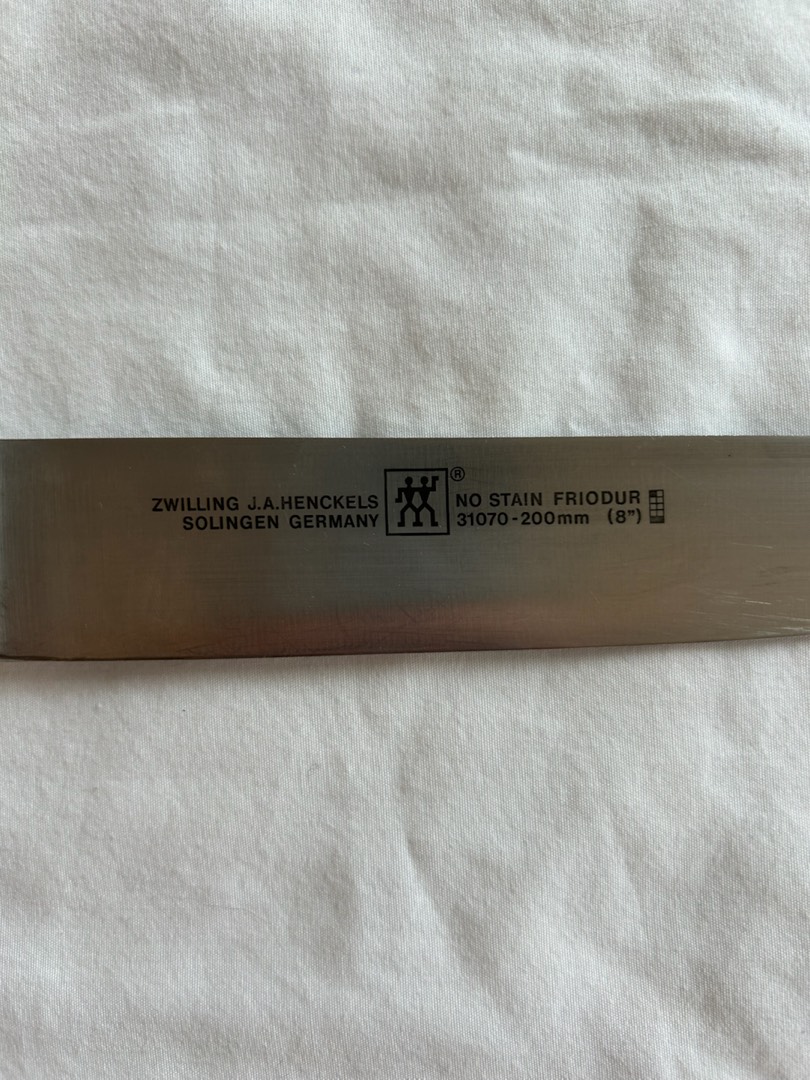 ZWILLING J.A.HENCKELS
SOLINGEN GERMANY
®
NO STAIN FRIODUR
31070-200mm (8")